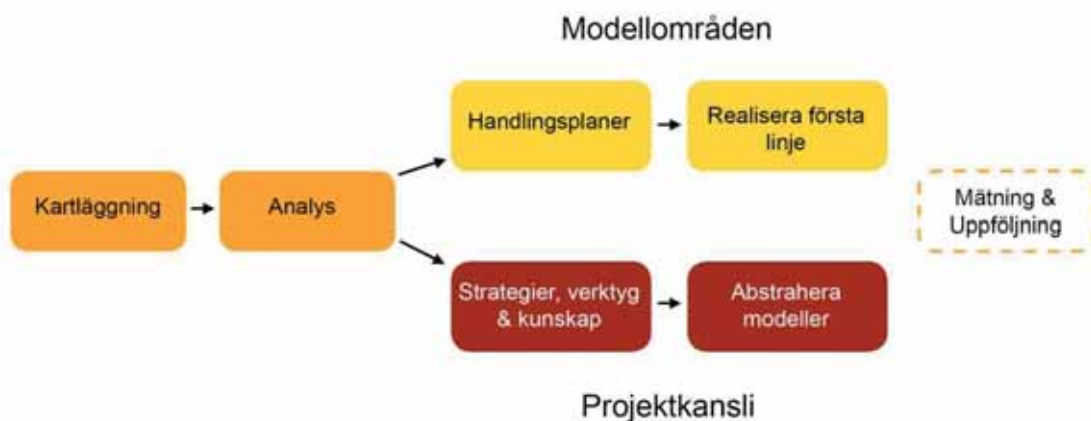 Modellområden
Handlingsplaner
Realisera första
linje
Kartläggning
Analys
Mätning &
Uppföljning
Strategier, verktyg
& kunskap
Abstrahera
modeller
Projektkansli